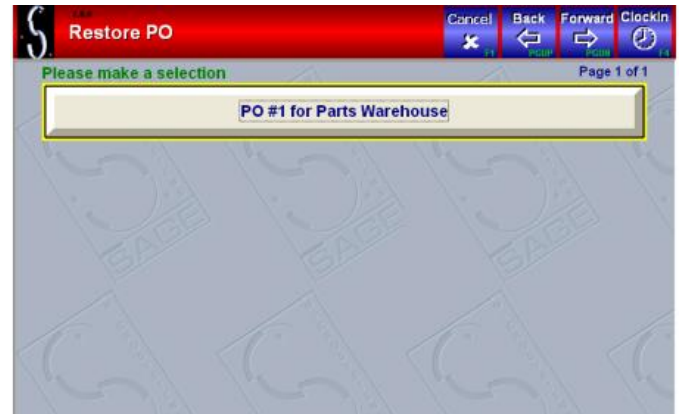 Restore PO
Cancel Back Forward ClockIn
F1 PGUP PGDN F4
Please make a selection
Page 1 of 1
PO #1 for Parts Warehouse
SAGE SAGE SAGE